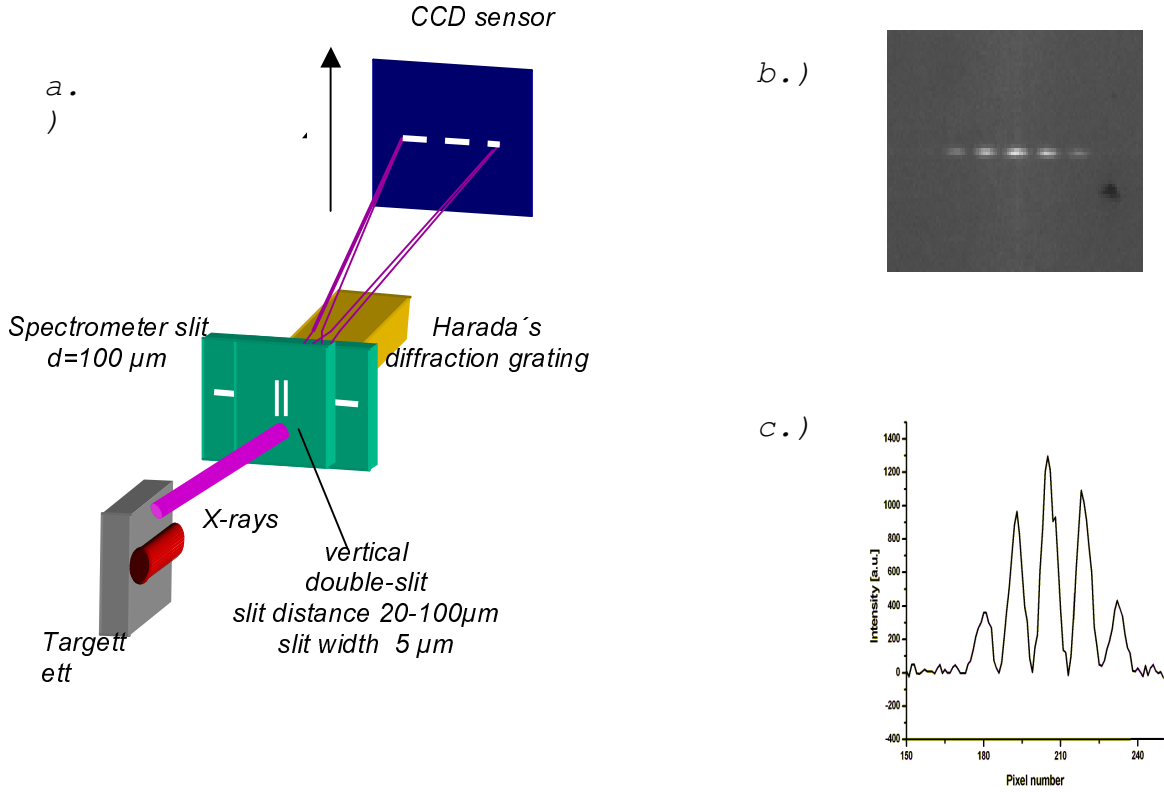 CCD sensor
a.
)
Spectrometer slit
d=100 µm
Harada´s
diffraction grating
X-rays
vertical
double-slit
slit distance 20-100µm
slit width 5 µm
Targett
ett
b.)
c.)
Intensity [a.u.]
1400
1200
1000
800
600
400
200
0
-200
-400
150
180
210
240
Pixel number